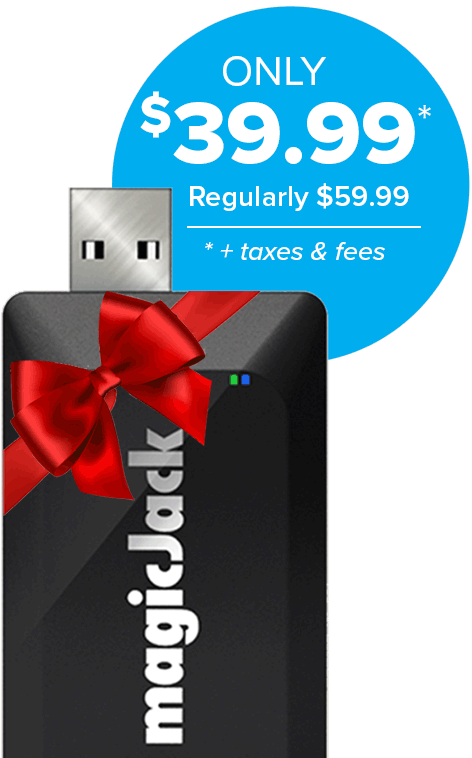 ONLY
$39.99*
Regularly $59.99
* + taxes & fees
magicJack